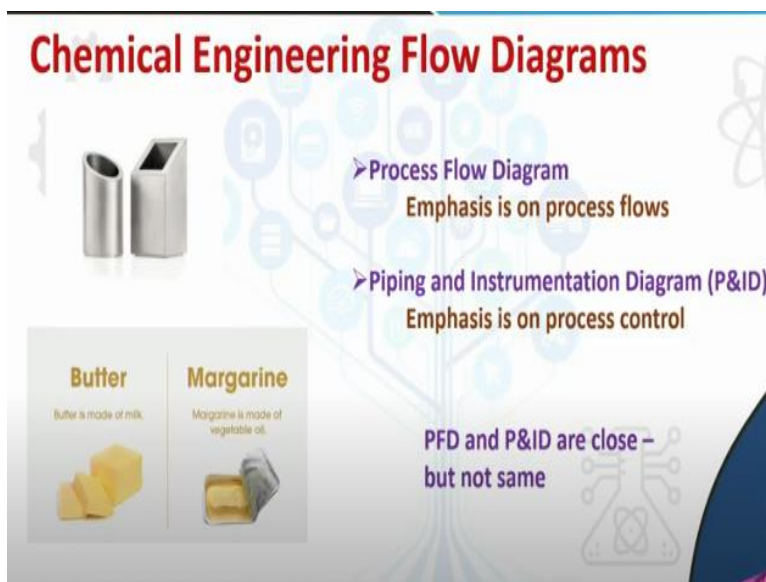 Chemical Engineering Flow Diagrams
➢Process Flow Diagram
Emphasis is on process flows
➢Piping and Instrumentation Diagram (P&ID)
Emphasis is on process control
Butter
Butter is made of milk.
Margarine
Margarine is made of
vegetable oil.
PFD and P&ID are close –
but not same